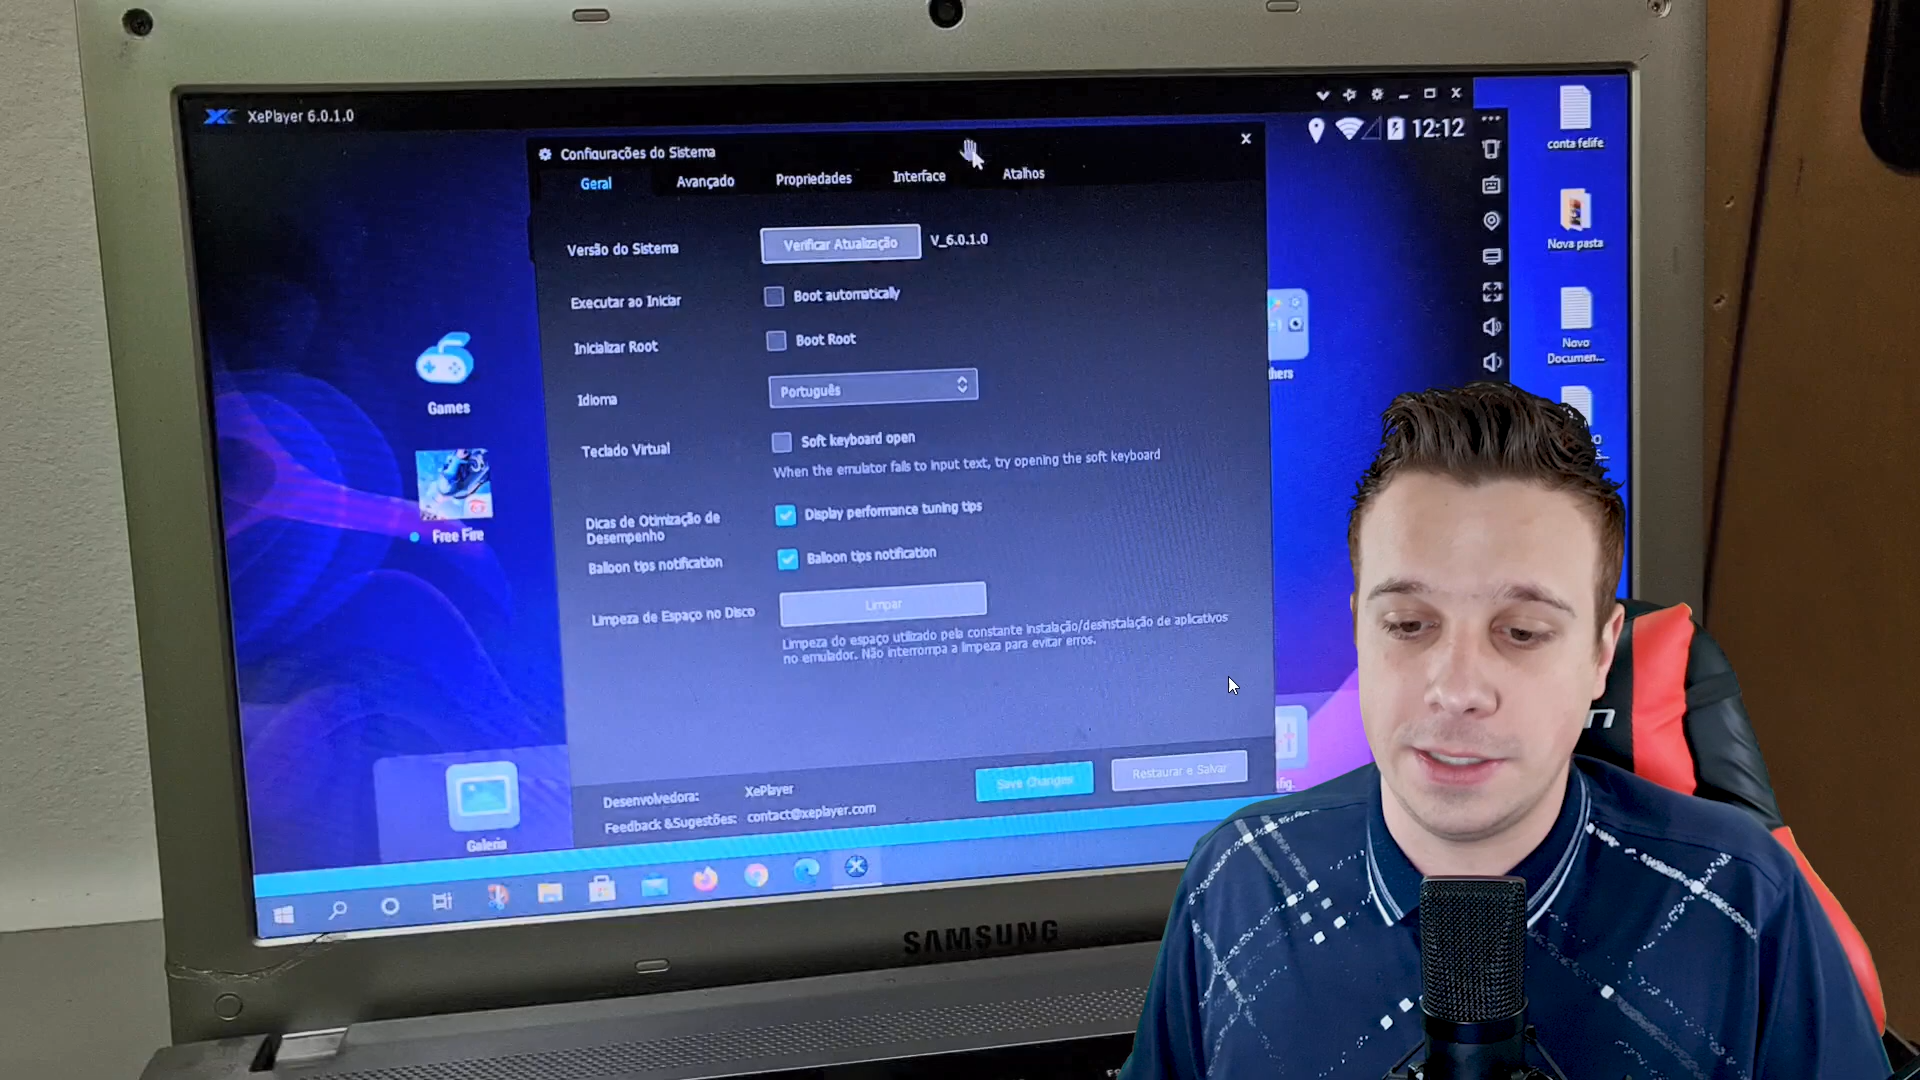 XePlayer 6.0.1.0
12:12
Configurações do Sistema
Geral Avançado Propriedades Interface Atalhos
Versão do Sistema Verificar Atualização V_6.0.1.0
Executar ao Iniciar Boot automatically
Inicializar Root Boot Root
Idioma Português
Teclado Virtual Soft keyboard open
When the emulator fails to input text, try opening the soft keyboard
Dicas de Otimização de
Desempenho
Display performance tuning tips
Balloon tips notification Balloon tips notification
Limpeza de Espaço no Disco Limpar
Limpeza do espaço utilizado pela constante instalação/desinstalação de aplicativos
no emulador. Não interrompa a limpeza para evitar erros.
Save Changes Restaurar e Salvar
Desenvolvedora: XePlayer
Feedback &Sugestões: contact@xeplayer.com
Games
Free Fire
Galeria
hers
fig.
conta felife
Nova pasta
Novo
Documen...
SAMSUNG